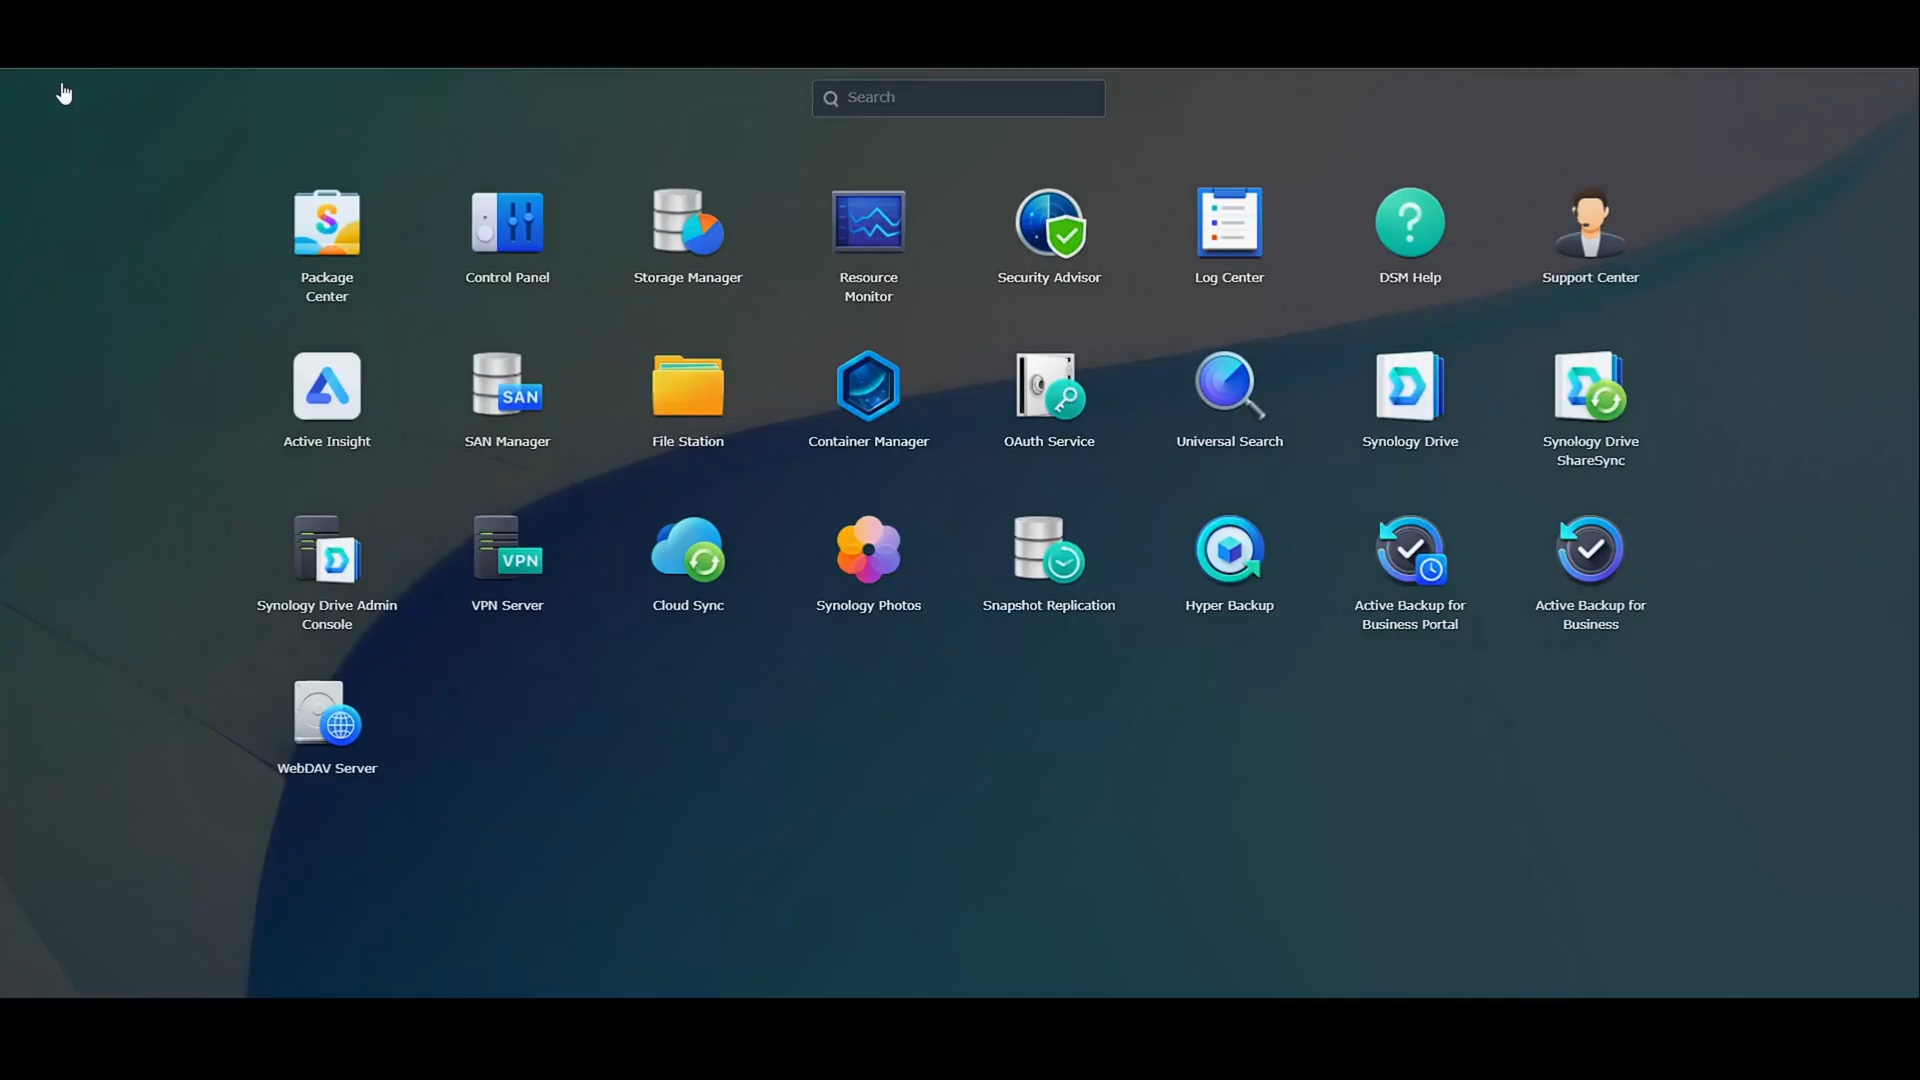 Search
Package
Center
Control Panel
Storage Manager
Resource
Monitor
Security Advisor
Log Center
DSM Help
Support Center
Active Insight
SAN
SAN Manager
File Station
Container Manager
OAuth Service
Universal Search
Synology Drive
Synology Drive
ShareSync
Synology Drive Admin
Console
VPN
VPN Server
Cloud Sync
Synology Photos
Snapshot Replication
Hyper Backup
Active Backup for
Business Portal
Active Backup for
Business
WebDAV Server